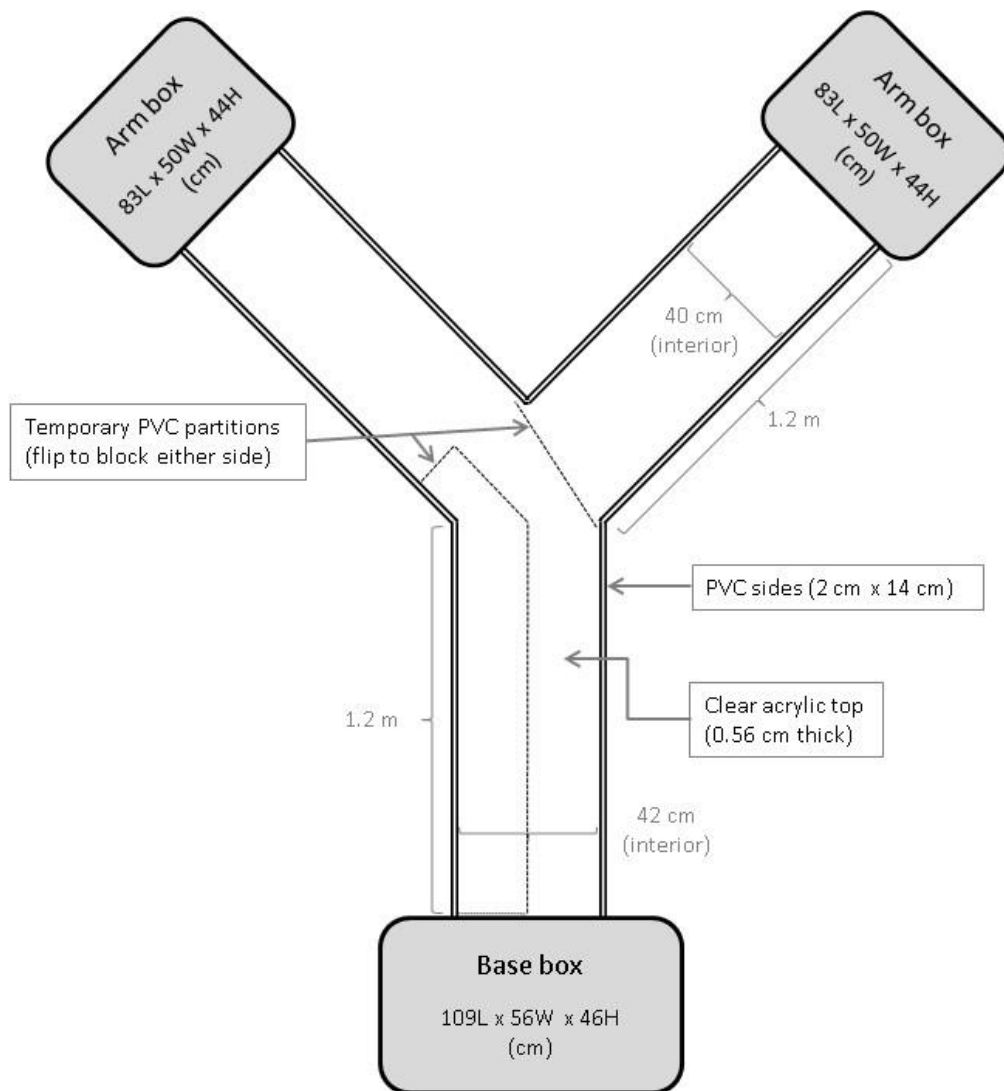 Arm box
83L x 50W x 44H
(cm)
Arm box
83L x 50W x 44H
(cm)
40 cm
(interior)
1.2 m
Temporary PVC partitions
(flip to block either side)
PVC sides (2 cm x 14 cm)
Clear acrylic top
(0.56 cm thick)
1.2 m
42 cm
(interior)
Base box
109L x 56W x 46H
(cm)